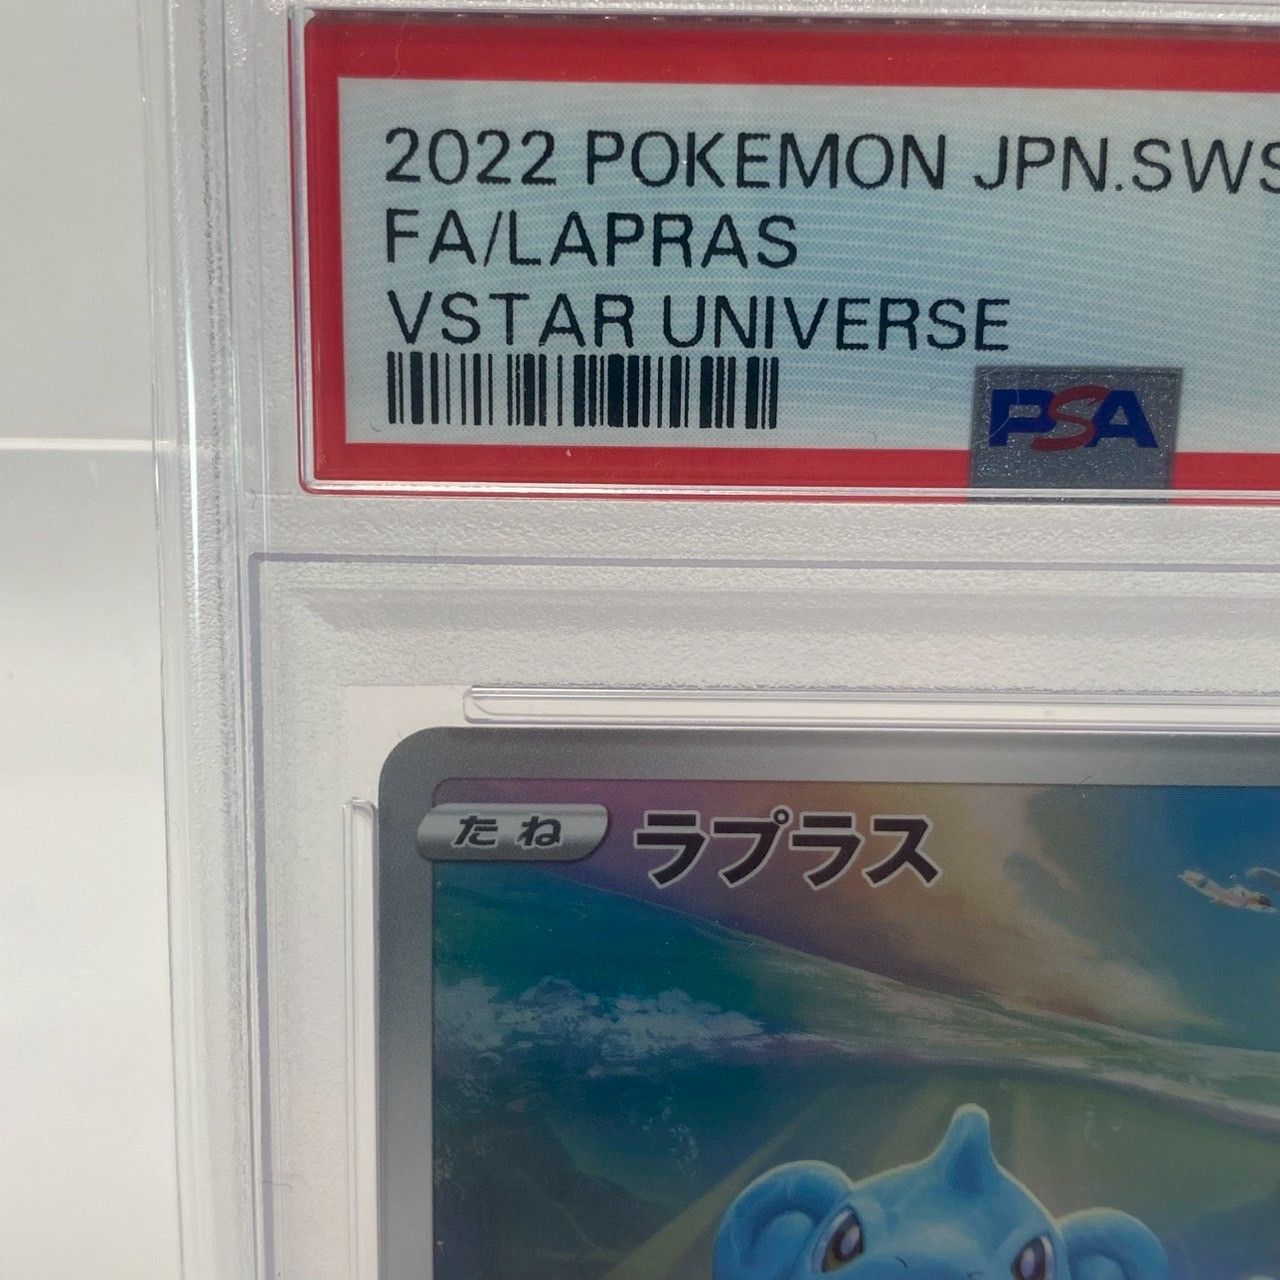 2022 POKEMON JPN.SWS
FA/LAPRAS
VSTAR UNIVERSE
PSA
たね ラプラス